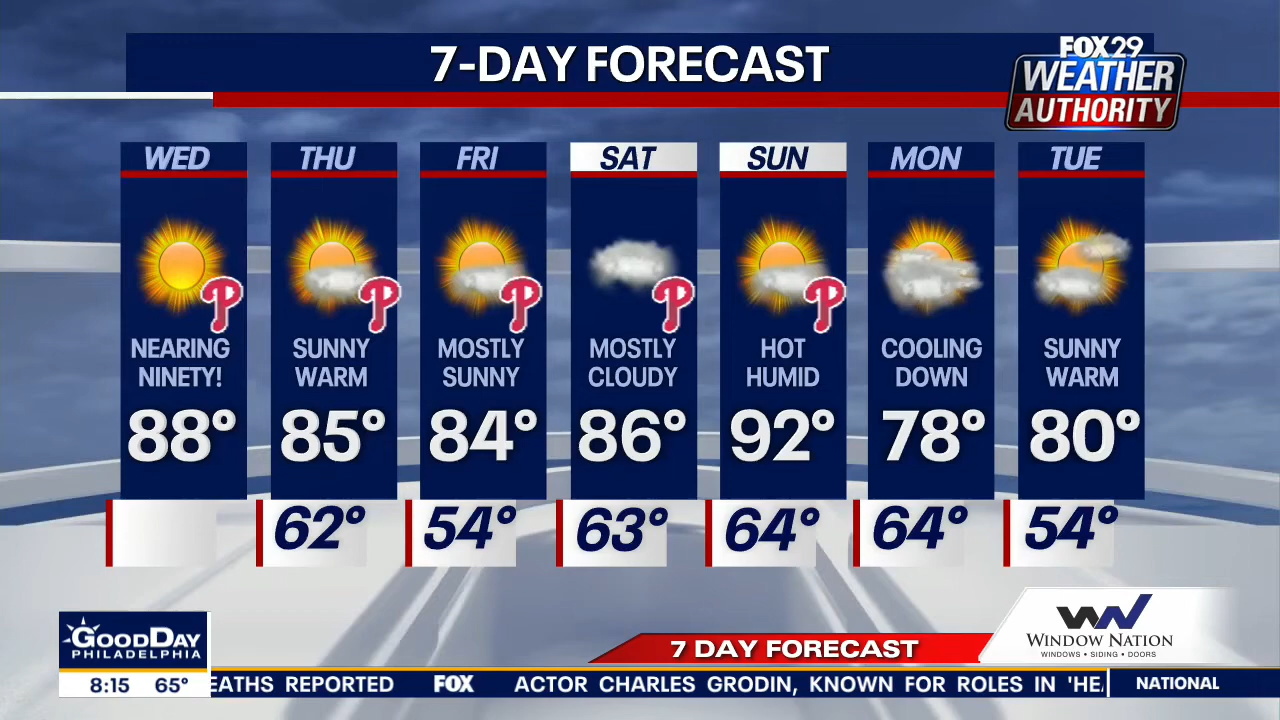 7-DAY FORECAST
FOX 29
WEATHER
AUTHORITY
WED
THU
FRI
SAT
SUN
MON
TUE
P
P
P
P
P
NEARING
NINETY!
SUNNY
WARM
MOSTLY
SUNNY
MOSTLY
CLOUDY
HOT
HUMID
COOLING
DOWN
SUNNY
WARM
88°
85°
84°
86°
92°
78°
80°
62°
54°
63°
64°
64°
54°
GOODDAY
PHILADELPHIA
7 DAY FORECAST
WINDOW NATION
WINDOWS • SIDING • DOORS
8:15 65°
EATHS REPORTED FOX ACTOR CHARLES GRODIN, KNOWN FOR ROLES IN 'HE
NATIONAL